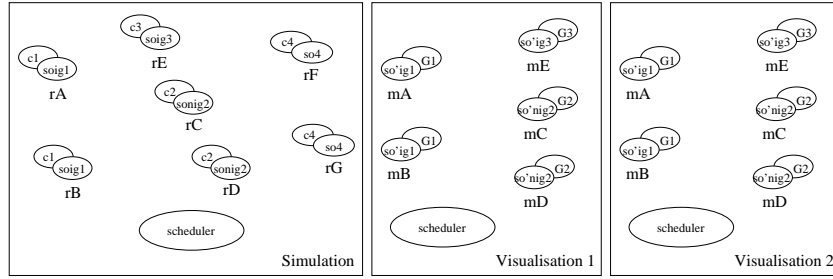 c3
soig3
rE
c1
soig1
rA
c4
so4
rF
c2
sonig2
rC
c4
so4
rG
c1
soig1
rB
c2
sonig2
rD
scheduler
Simulation
so'ig3
G3
mE
so'ig1
G1
mA
so'nig2
G2
mC
so'ig1
G1
mB
so'nig2
G2
mD
scheduler
Visualisation 1
so'ig3
G3
mE
so'ig1
G1
mA
so'nig2
G2
mC
so'ig1
G1
mB
so'nig2
G2
mD
scheduler
Visualisation 2